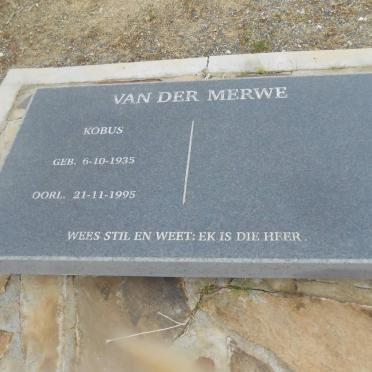 VAN DER MERWE
KOBUS
GEB. 6-10-1935
OORL. 21-11-1995
WEES STIL EN WEET: EK IS DIE HEER.